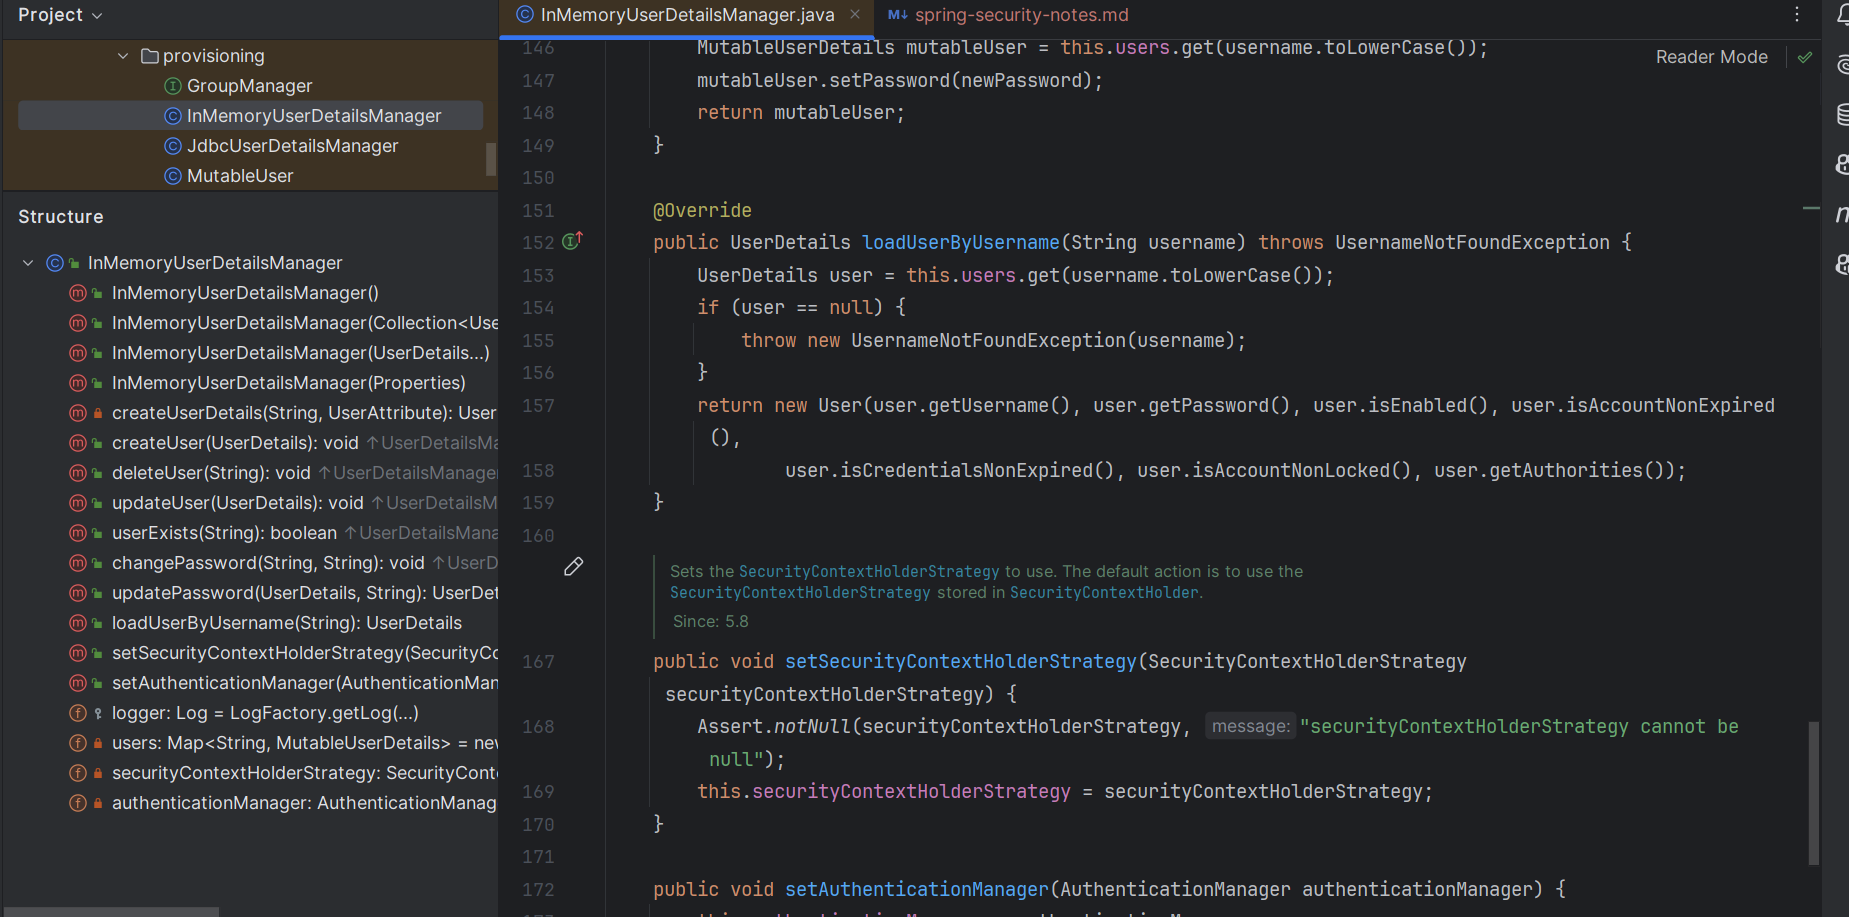 Project
provisioning
GroupManager
InMemoryUserDetailsManager
JdbcUserDetailsManager
MutableUser
Structure
InMemoryUserDetailsManager
InMemoryUserDetailsManager()
InMemoryUserDetailsManager(Collection<Use
InMemoryUserDetailsManager(UserDetails...)
InMemoryUserDetailsManager(Properties)
createUserDetails(String, UserAttribute): User
createUser(UserDetails): void ↑UserDetailsMa
deleteUser(String): void ↑UserDetailsManager
updateUser(UserDetails): void ↑UserDetailsM
userExists(String): boolean ↑UserDetailsMana
changePassword(String, String): void ↑UserD
updatePassword(UserDetails, String): UserDet
loadUserByUsername(String): UserDetails
setSecurityContextHolderStrategy(SecurityCo
setAuthenticationManager(AuthenticationMan
logger: Log = LogFactory.getLog(...)
users: Map<String, MutableUserDetails> = new
securityContextHolderStrategy: SecurityConte
authenticationManager: AuthenticationManag
InMemoryUserDetailsManager.java
M↓ spring-security-notes.md
Reader Mode
146 MutableUserDetails mutableUser = this.users.get(username.toLowerCase());
147 mutableUser.setPassword(newPassword);
148 return mutableUser;
149 }
150
151 @Override
152 public UserDetails loadUserByUsername(String username) throws UsernameNotFoundException {
153 UserDetails user = this.users.get(username.toLowerCase());
154 if (user == null) {
155 throw new UsernameNotFoundException(username);
156 }
157 return new User(user.getUsername(), user.getPassword(), user.isEnabled(), user.isAccountNonExpired
(),
158 user.isCredentialsNonExpired(), user.isAccountNonLocked(), user.getAuthorities());
159 }
160
Sets the SecurityContextHolderStrategy to use. The default action is to use the
SecurityContextHolderStrategy stored in SecurityContextHolder.
Since: 5.8
167 public void setSecurityContextHolderStrategy(SecurityContextHolderStrategy
securityContextHolderStrategy) {
168 Assert.notNull(securityContextHolderStrategy, message: "securityContextHolderStrategy cannot be
null");
169 this.securityContextHolderStrategy = securityContextHolderStrategy;
170 }
171
172 public void setAuthenticationManager(AuthenticationManager authenticationManager) {